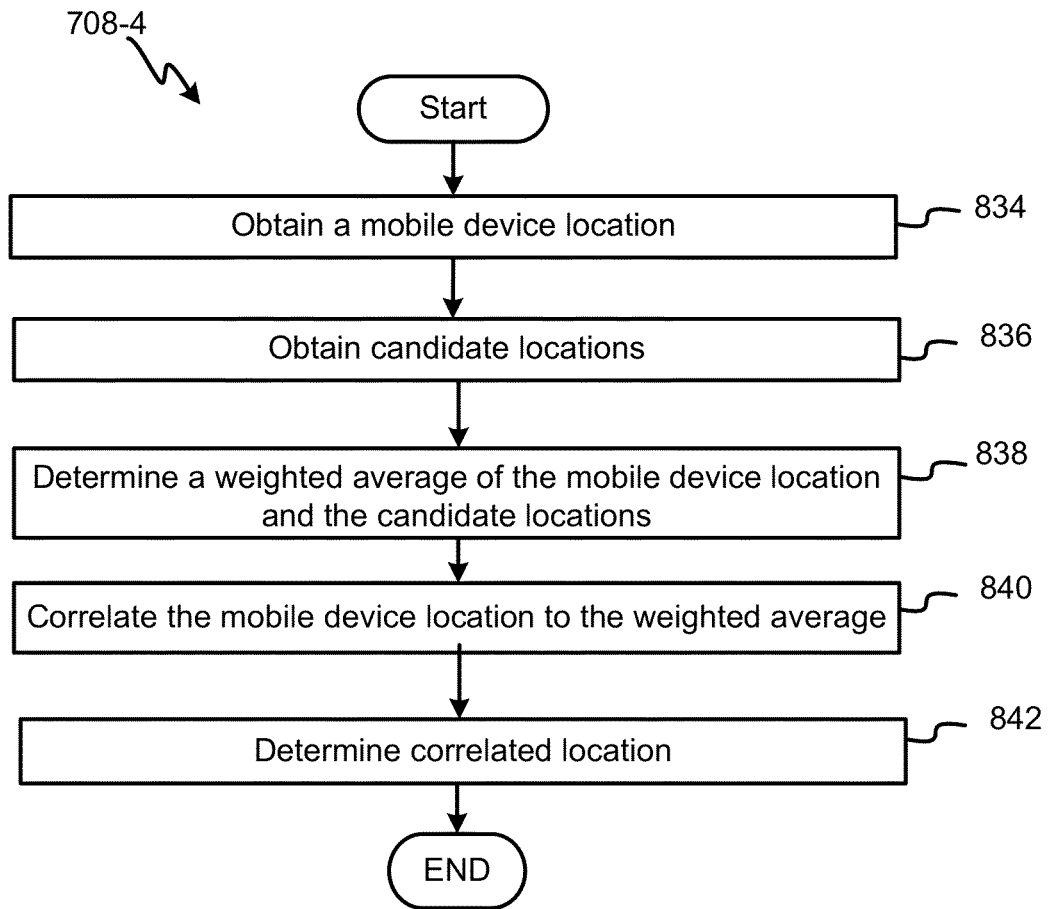 708-4
Start
Obtain a mobile device location
834
Obtain candidate locations
836
Determine a weighted average of the mobile device location
and the candidate locations
838
Correlate the mobile device location to the weighted average
840
Determine correlated location
842
END